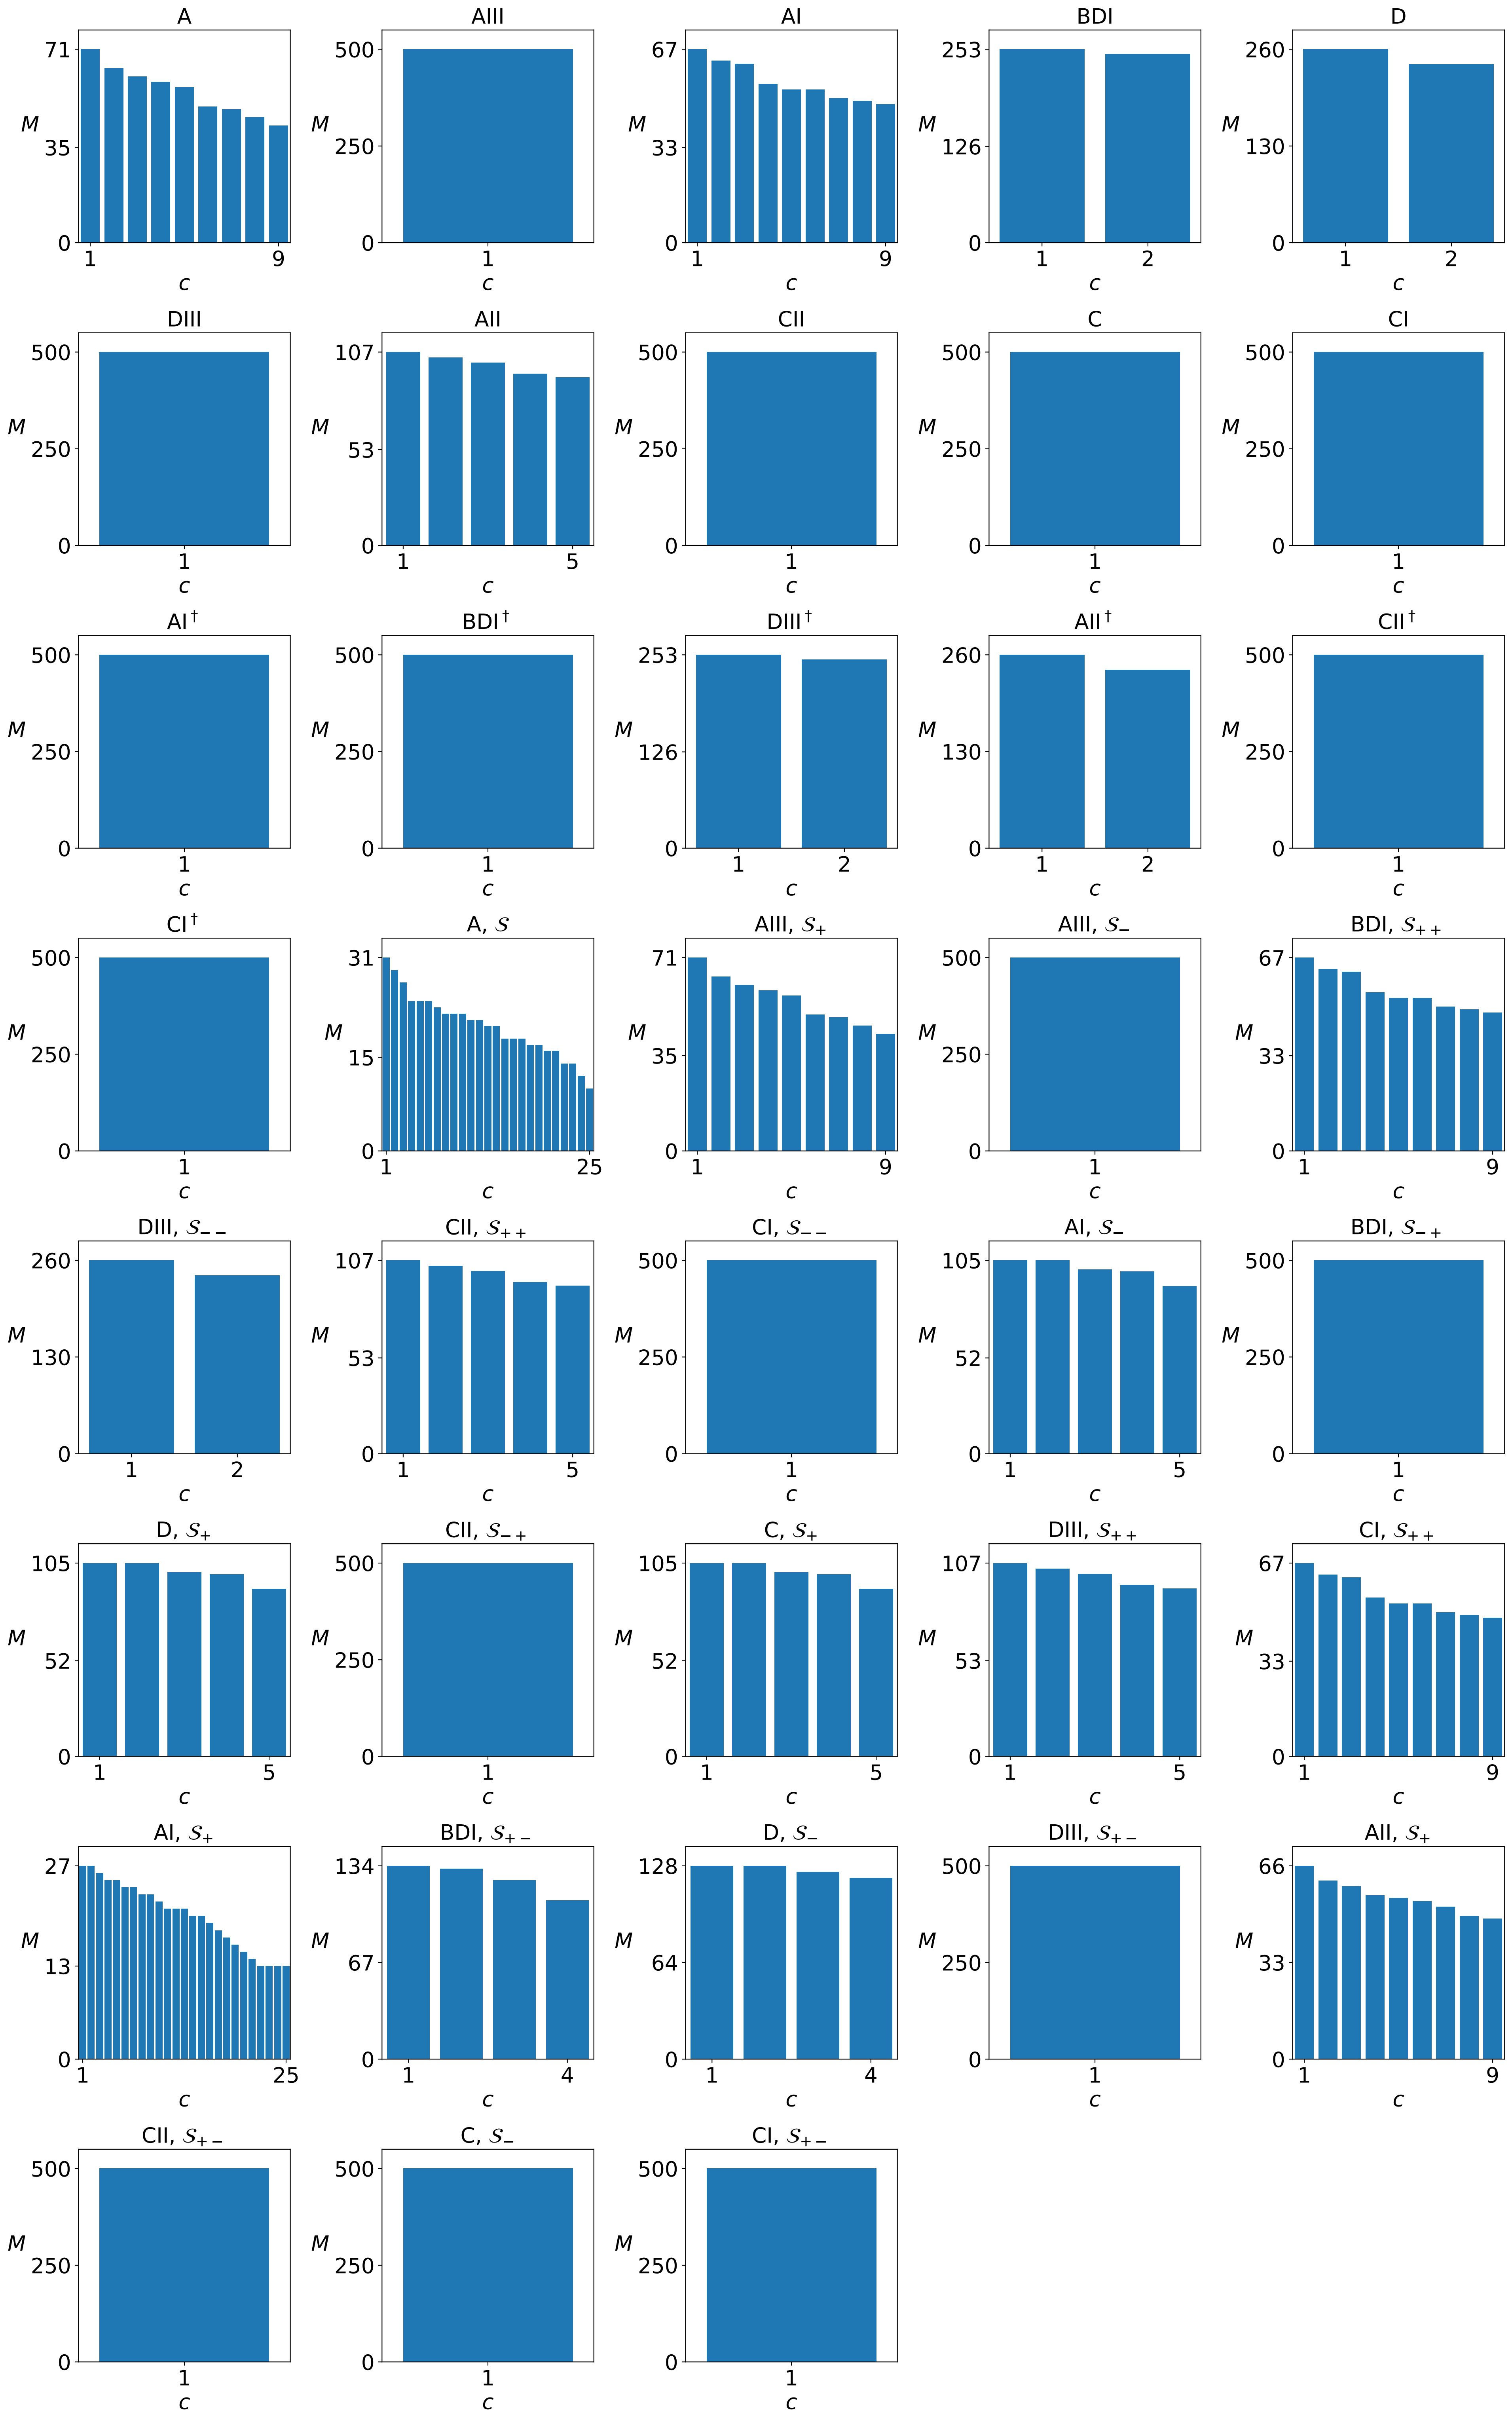 A AIII AI BDI D
71 500 67 253 260
M M M M M
35 250 33 126 130
0 0 0 0 0
1 9 1 1 9 1 2 1 2
c c c c c
DIII AII CII C CI
500 107 500 500 500
M M M M M
250 53 250 250 250
0 0 0 0 0
1 1 5 1 1 1
c c c c c
AI† BDI† DIII† AII† CII†
500 500 253 260 500
M M M M M
250 250 126 130 250
0 0 0 0 0
1 1 1 2 1 2 1
c c c c c
CI† A, 𝒮 AIII, 𝒮₊ AIII, 𝒮₋ BDI, 𝒮₊₊
500 31 71 500 67
M M M M M
250 15 35 250 33
0 0 0 0 0
1 1 25 1 9 1 1 9
c c c c c
DIII, 𝒮₋₋ CII, 𝒮₊₊ CI, 𝒮₋₋ AI, 𝒮₋ BDI, 𝒮₋₊
260 107 500 105 500
M M M M M
130 53 250 52 250
0 0 0 0 0
1 2 1 5 1 1 5 1
c c c c c
D, 𝒮₊ CII, 𝒮₋₊ C, 𝒮₊ DIII, 𝒮₊₊ CI, 𝒮₊₊
105 500 105 107 67
M M M M M
52 250 52 53 33
0 0 0 0 0
1 5 1 1 5 1 5 1 9
c c c c c
AI, 𝒮₊ BDI, 𝒮₊₋ D, 𝒮₋ DIII, 𝒮₊₋ AII, 𝒮₊
27 134 128 500 66
M M M M M
13 67 64 250 33
0 0 0 0 0
1 25 1 4 1 4 1 1 9
c c c c c
CII, 𝒮₊₋ C, 𝒮₋ CI, 𝒮₊₋
500 500 500
M M M
250 250 250
0 0 0
1 1 1
c c c